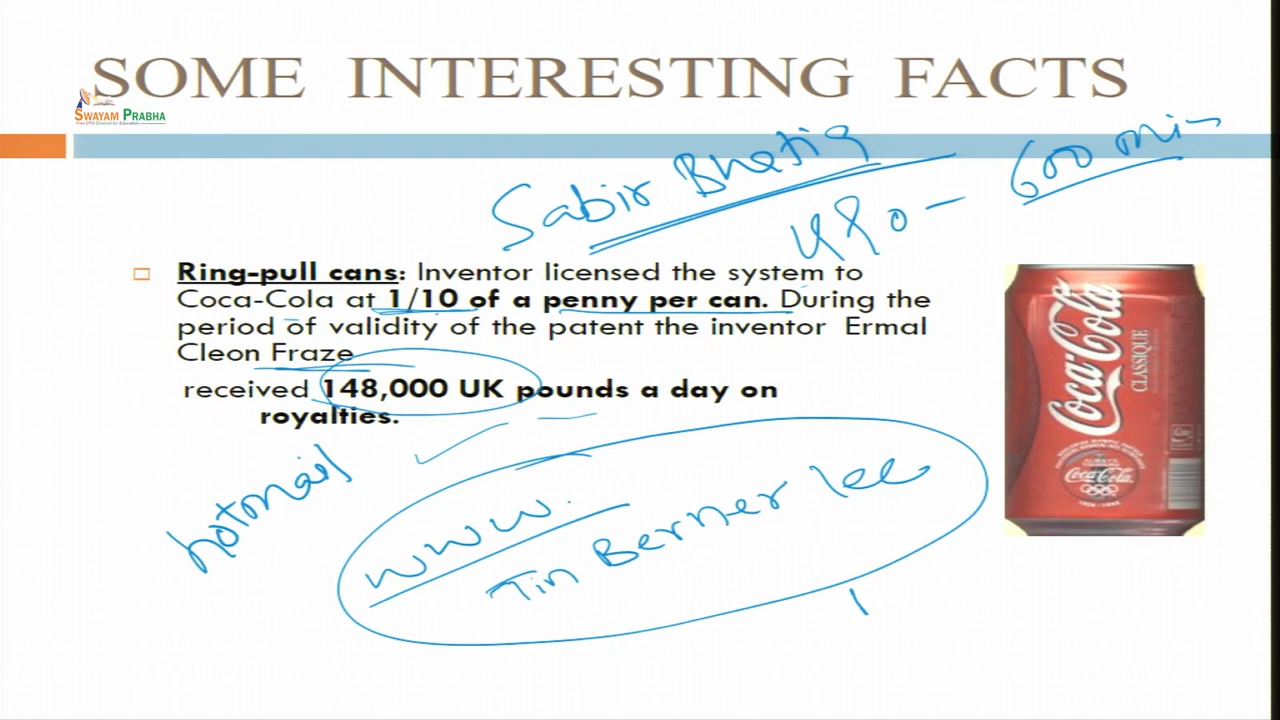 SOME INTERESTING FACTS
SWAYAM PRABHA
Sabir Bhatia
490 - 600 mi
Ring-pull cans: Inventor licensed the system to
Coca-Cola at 1/10 of a penny per can. During the
period of validity of the patent the inventor Ermal
Cleon Fraze
received 148,000 UK pounds a day on
royalties.
hotmail
www.
Tim Berner lee
Coca-Cola
CLASSIQUE
Coca-Cola